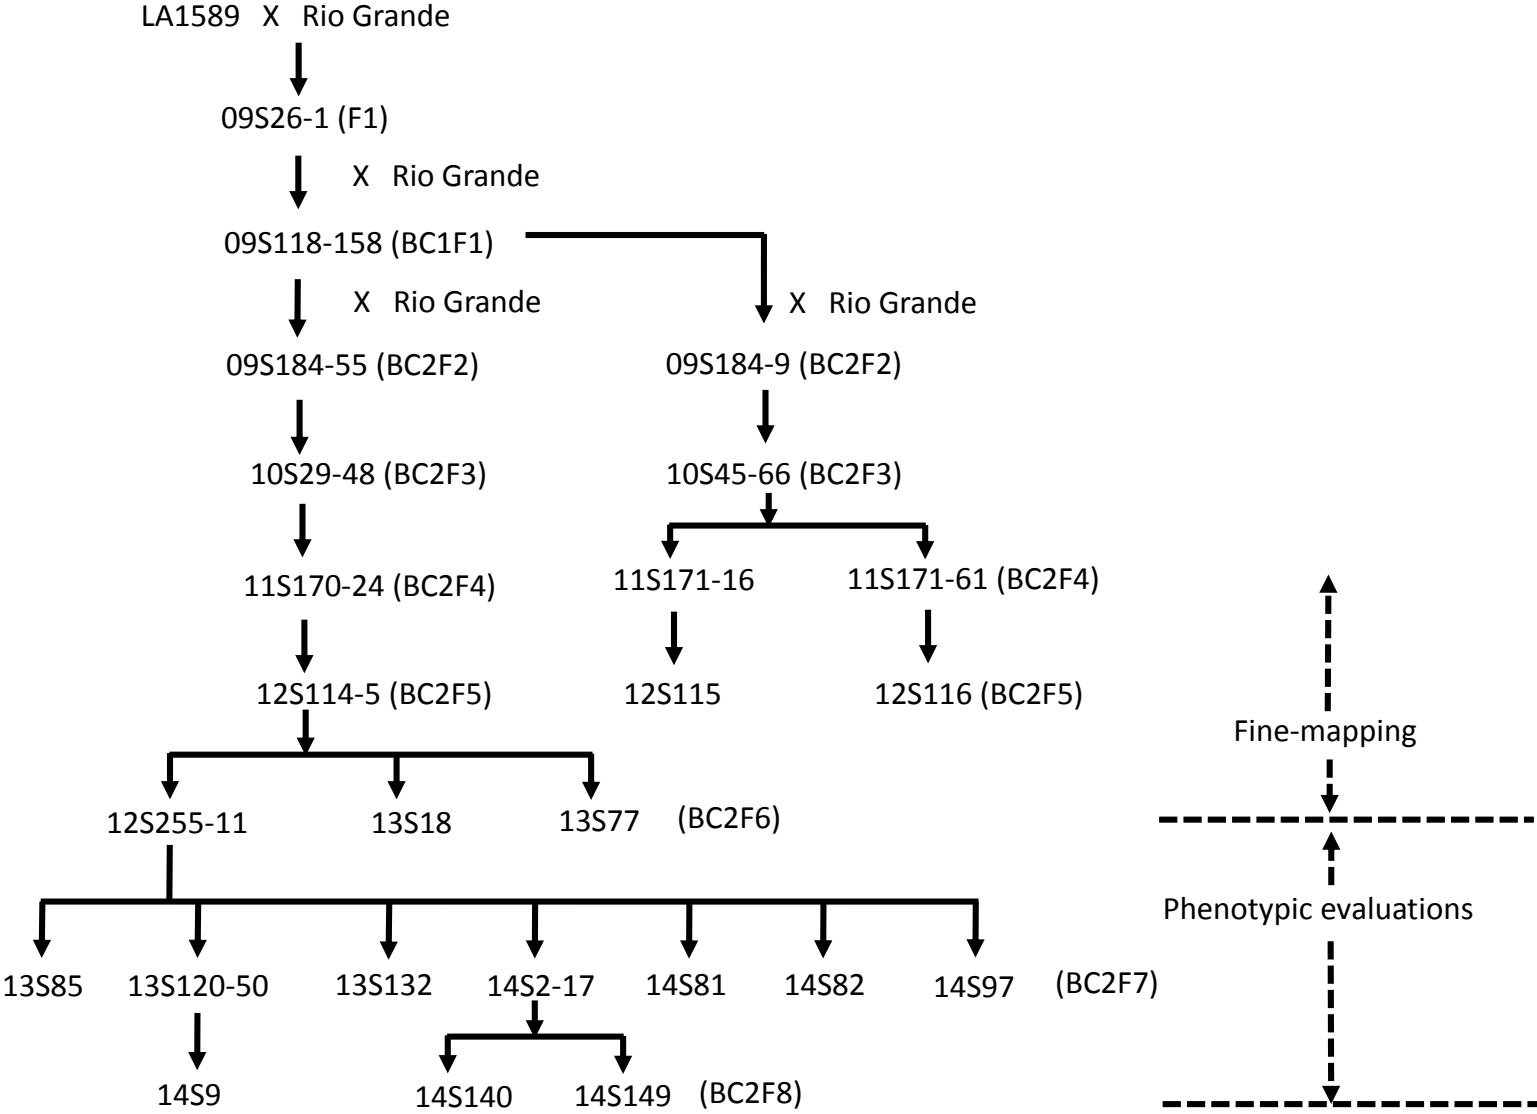 LA1589 X Rio Grande
09S26-1 (F1)
X Rio Grande
09S118-158 (BC1F1)
X Rio Grande
X Rio Grande
09S184-55 (BC2F2)
09S184-9 (BC2F2)
10S29-48 (BC2F3)
10S45-66 (BC2F3)
11S170-24 (BC2F4)
11S171-16
11S171-61 (BC2F4)
12S114-5 (BC2F5)
12S115
12S116 (BC2F5)
Fine-mapping
12S255-11
13S18
13S77
(BC2F6)
Phenotypic evaluations
13S85
13S120-50
13S132
14S2-17
14S81
14S82
14S97
(BC2F7)
14S9
14S140
14S149
(BC2F8)